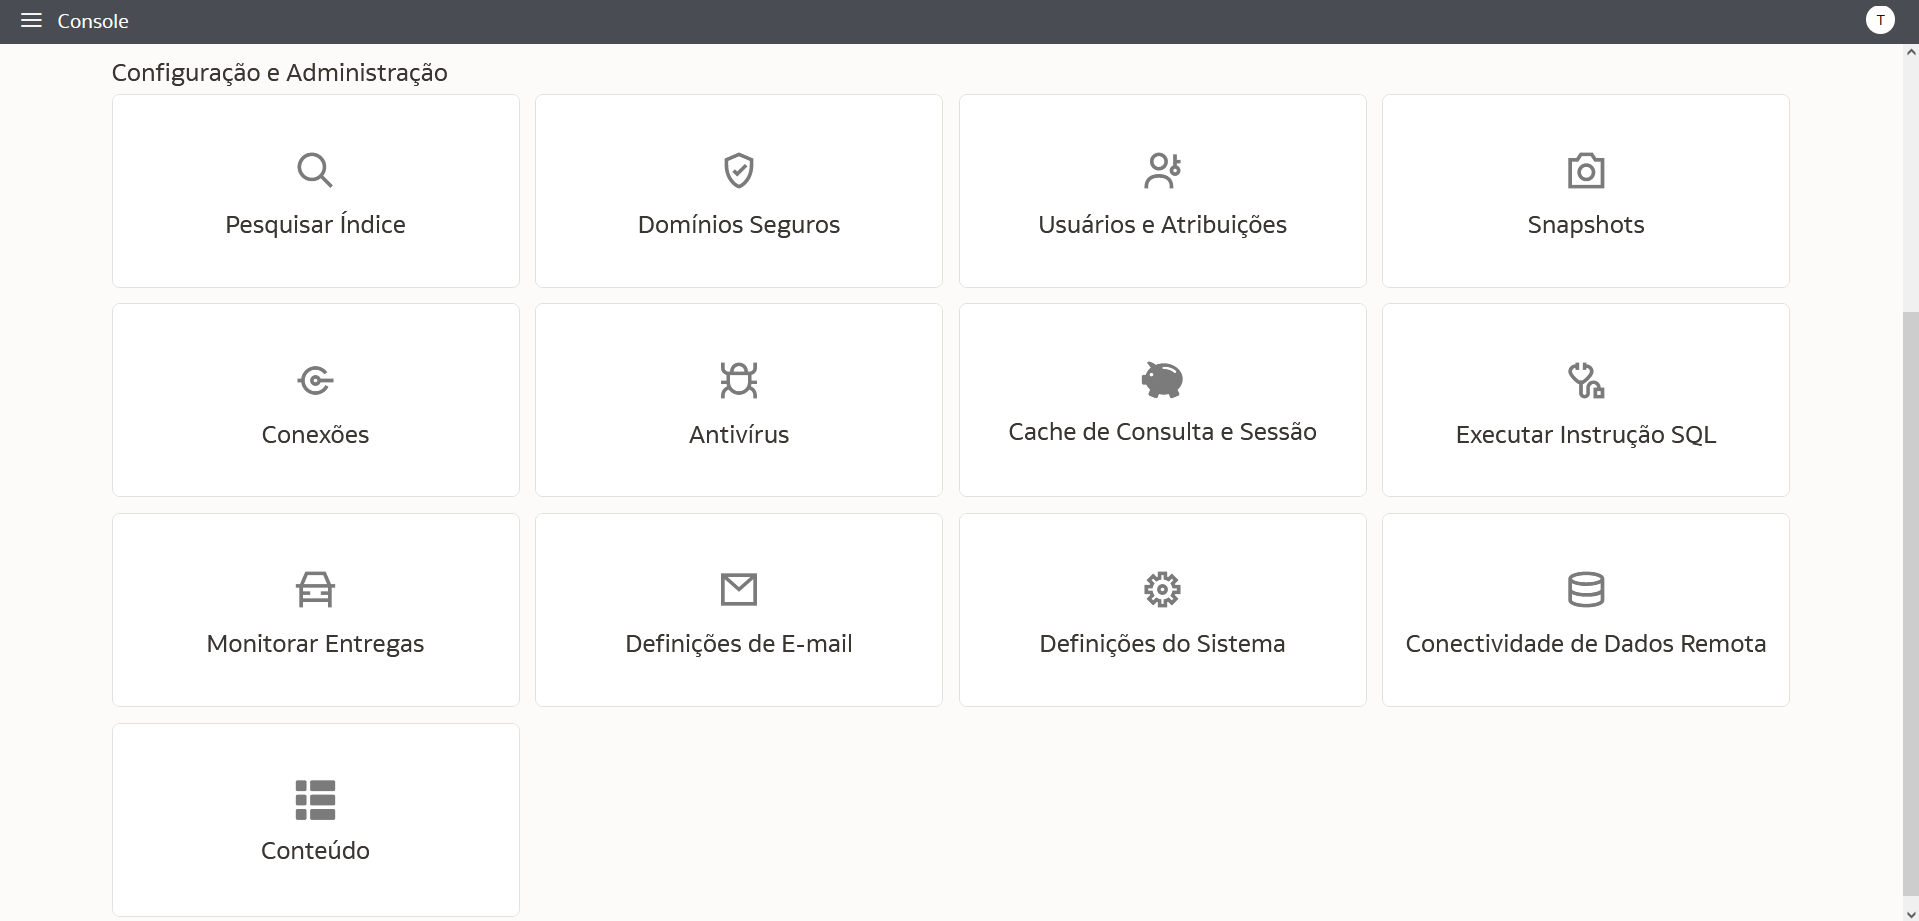 Console
T
Configuração e Administração
Pesquisar Índice
Domínios Seguros
Usuários e Atribuições
Snapshots
Conexões
Antivírus
Cache de Consulta e Sessão
Executar Instrução SQL
Monitorar Entregas
Definições de E-mail
Definições do Sistema
Conectividade de Dados Remota
Conteúdo